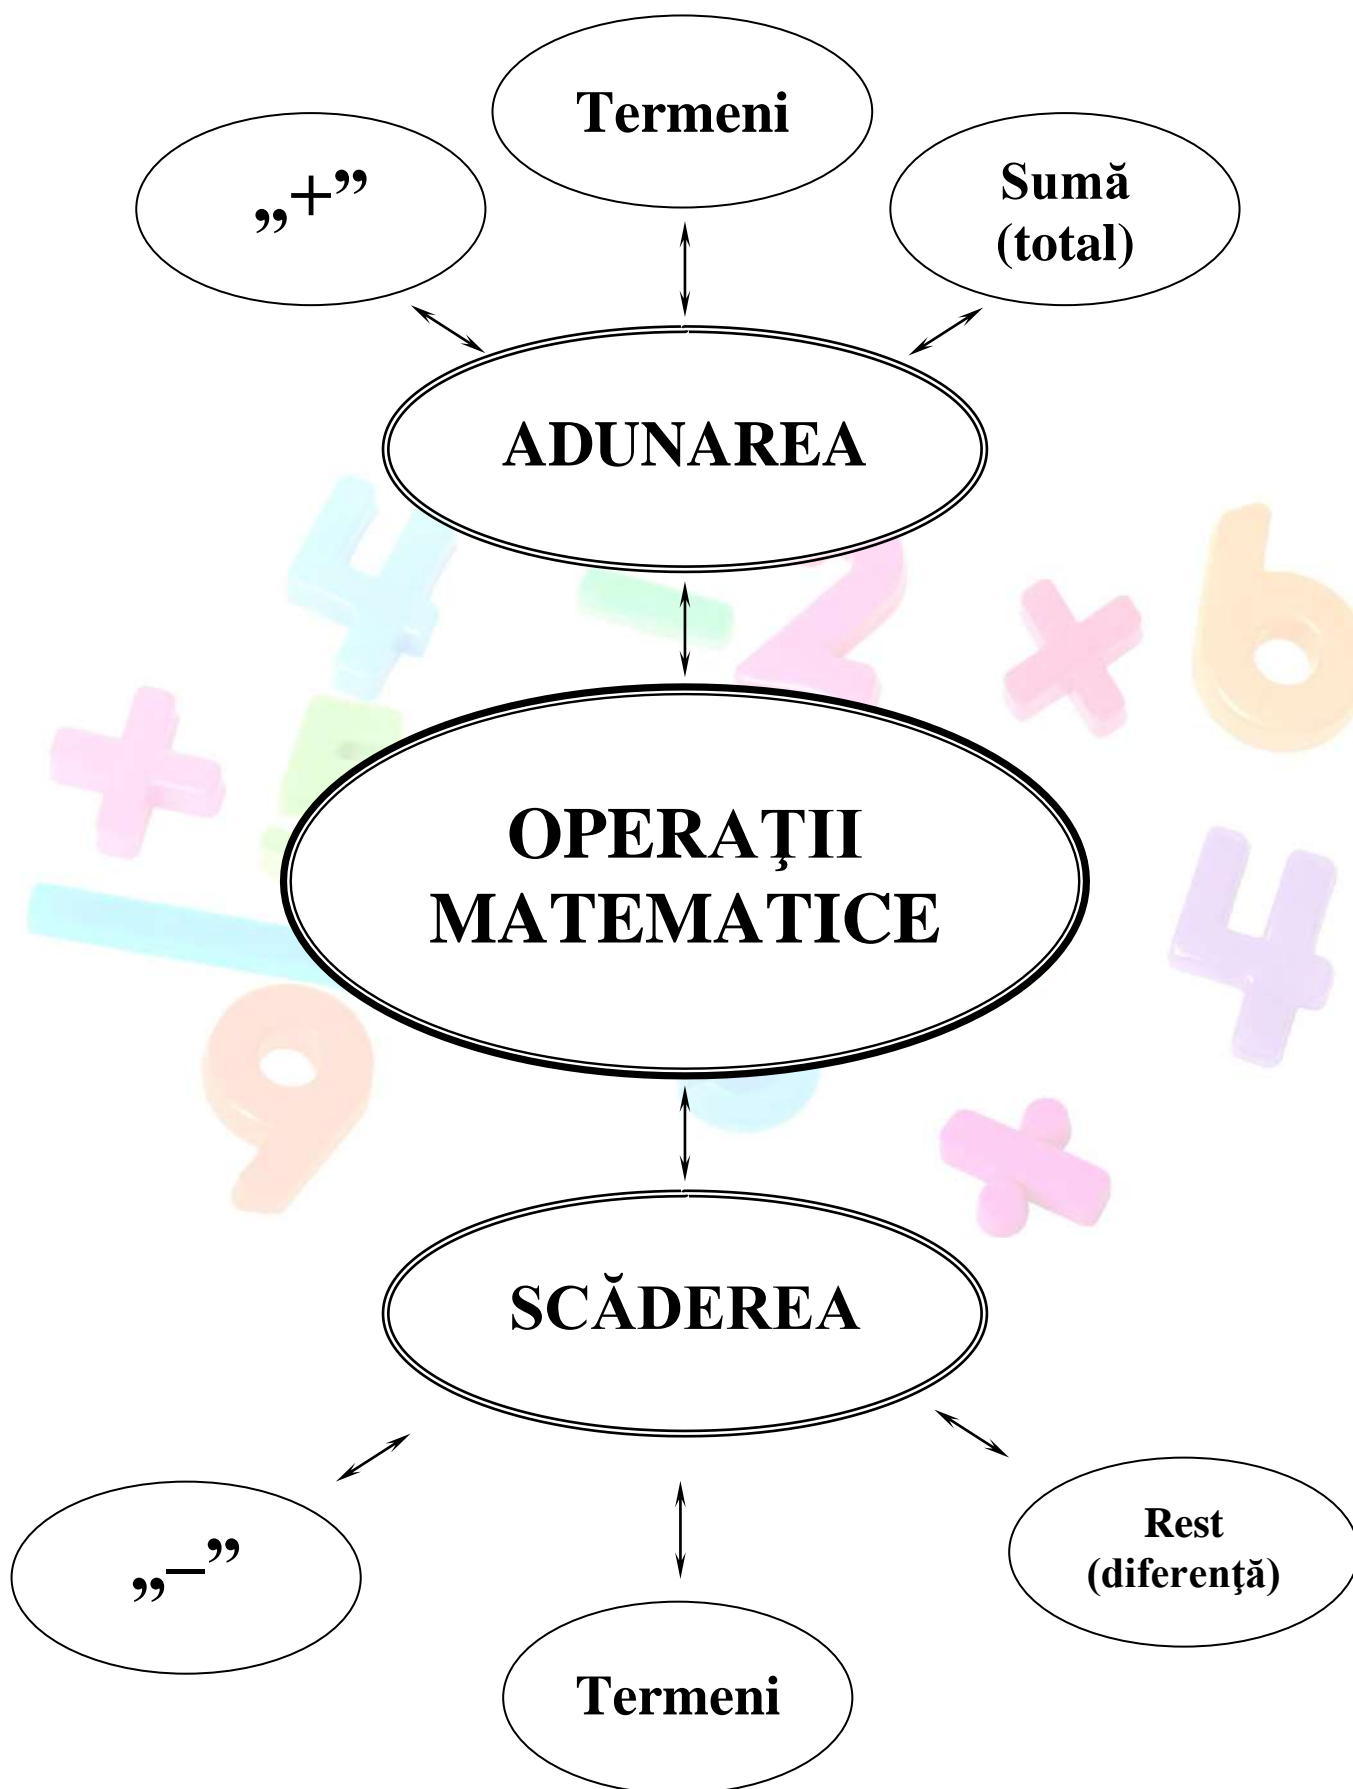 Termeni
„+”
Sumă
(total)
ADUNAREA
OPERAŢII
MATEMATICE
SCĂDEREA
„–”
Rest
(diferenţă)
Termeni